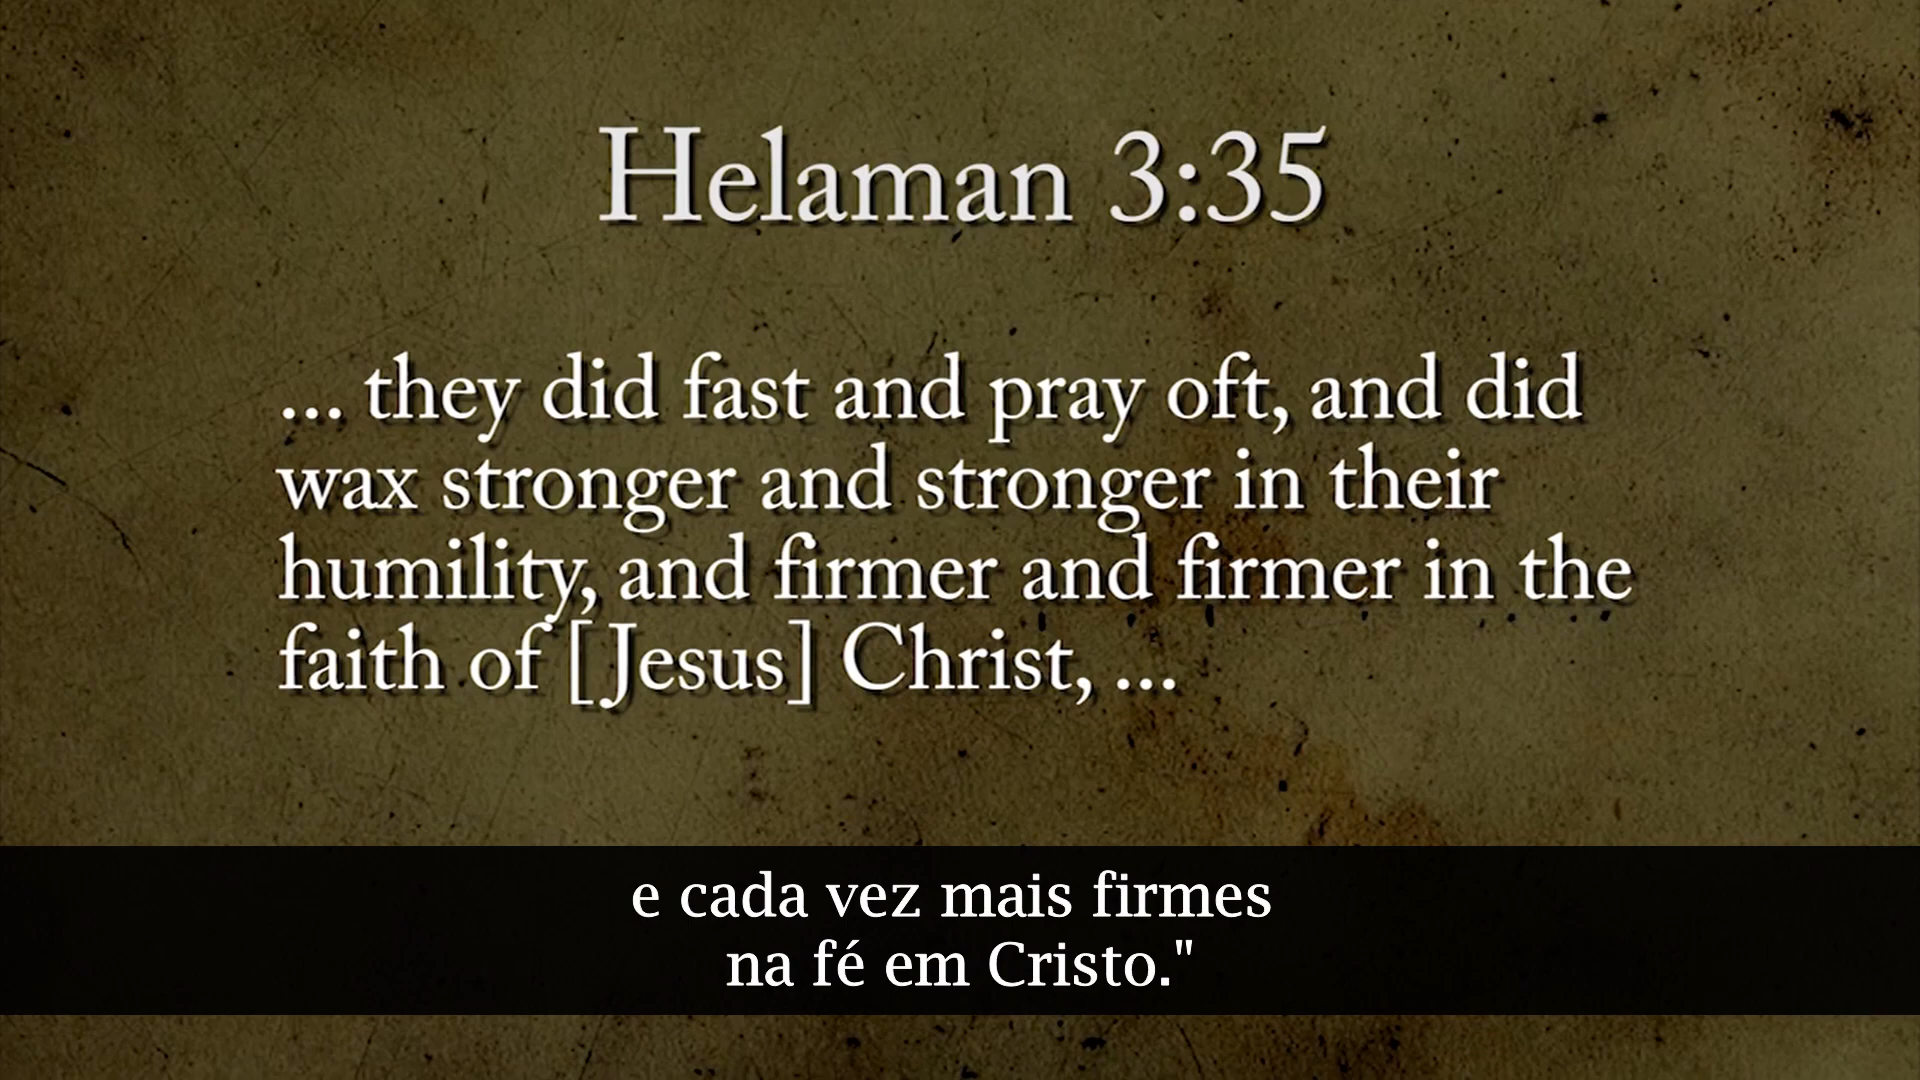 Helaman 3:35
... they did fast and pray oft, and did
wax stronger and stronger in their
humility, and firmer and firmer in the
faith of [Jesus] Christ, ...
e cada vez mais firmes
na fé em Cristo."